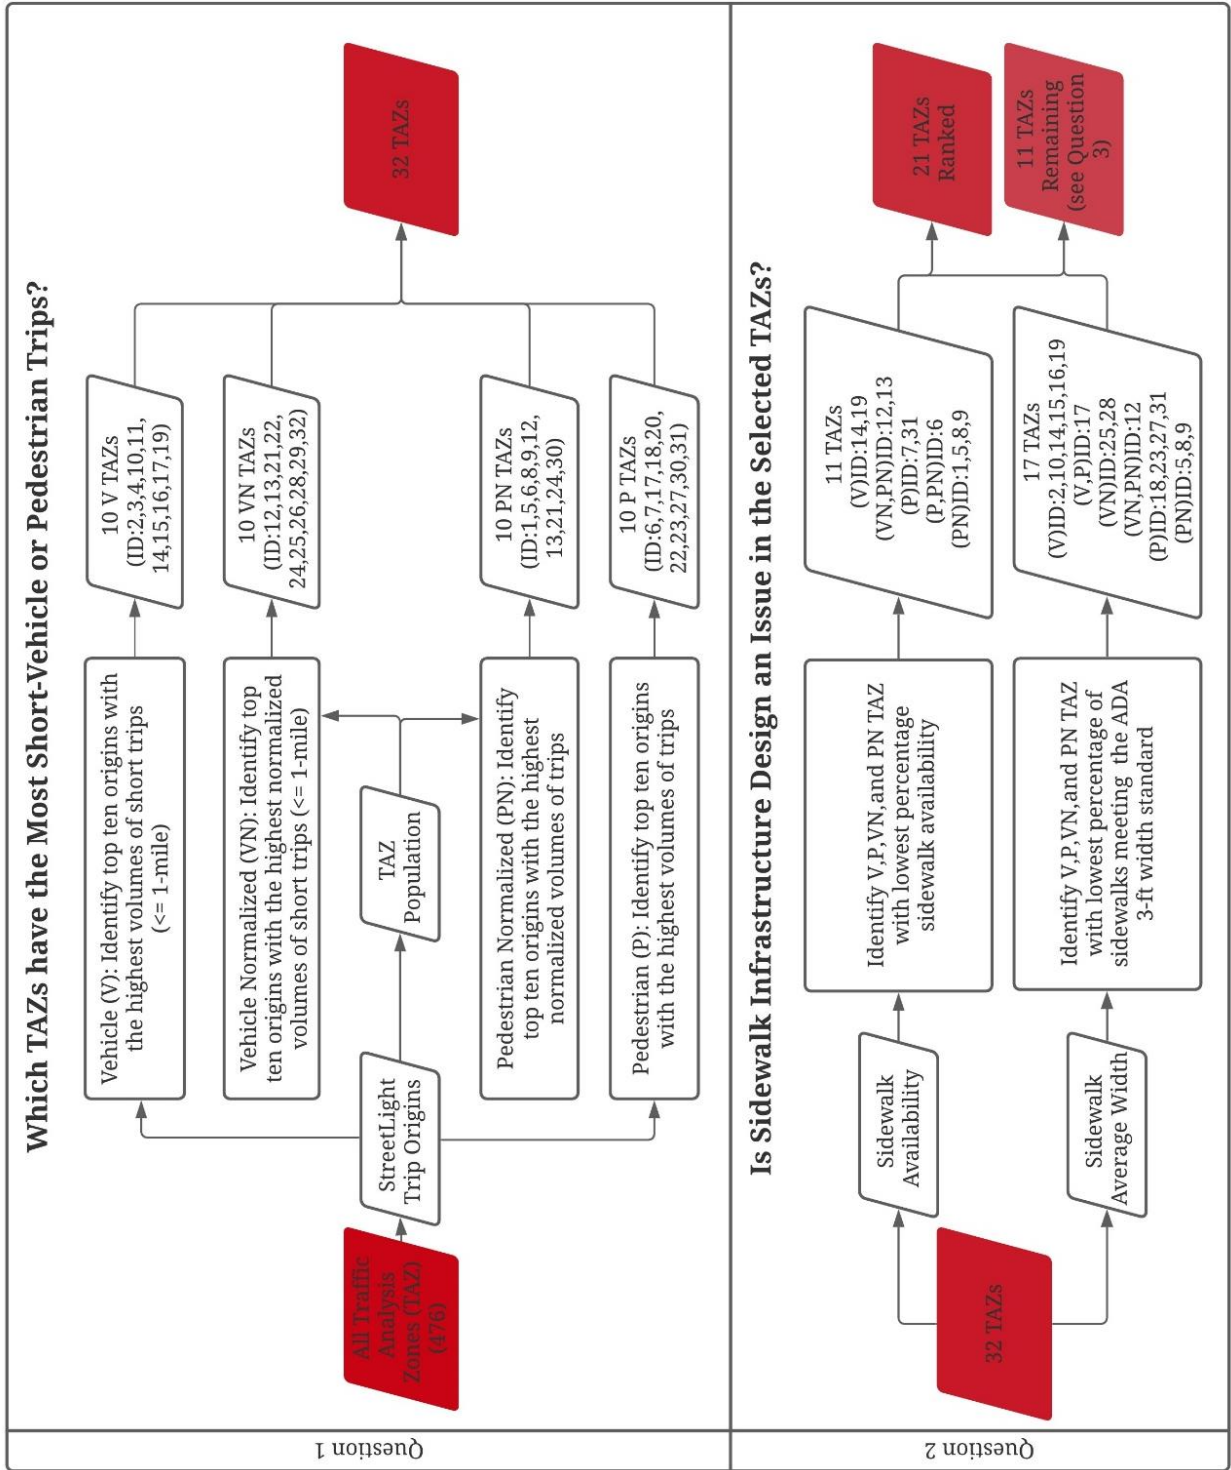 Question 1
Which TAZs have the Most Short-Vehicle or Pedestrian Trips?
All Traffic
Analysis
Zones (TAZ)
(476)
StreetLight
Trip Origins
TAZ
Population
Vehicle (V): Identify top ten origins with
the highest volumes of short trips
(<= 1-mile)
Vehicle Normalized (VN): Identify top
ten origins with the highest normalized
volumes of short trips (<= 1-mile)
Pedestrian Normalized (PN): Identify
top ten origins with the highest
normalized volumes of trips
Pedestrian (P): Identify top ten origins
with the highest volumes of trips
10 V TAZs
(ID:2,3,4,10,11,
14,15,16,17,19)
10 VN TAZs
(ID:12,13,21,22,
24,25,26,28,29,32)
10 PN TAZs
(ID:1,5,6,8,9,12,
13,21,24,30)
10 P TAZs
(ID:6,7,17,18,20,
22,23,27,30,31)
32 TAZs
Question 2
Is Sidewalk Infrastructure Design an Issue in the Selected TAZs?
32 TAZs
Sidewalk
Availability
Sidewalk
Average Width
Identify V,P,VN,and PN TAZ
with lowest percentage
sidewalk availability
Identify V,P,VN,and PN TAZ
with lowest percentage of
sidewalks meeting the ADA
3-ft width standard
11 TAZs
(V)ID:14,19
(VN,PN)ID:12,13
(P)ID:7,31
(P,PN)ID:6
(PN)ID:1,5,8,9
17 TAZs
(V)ID:2,10,14,15,16,19
(V,P)ID:17
(VN)ID:25,28
(VN,PN)ID:12
(P)ID:18,23,27,31
(PN)ID:5,8,9
21 TAZs
Ranked
11 TAZs
Remaining
(see Question
3)